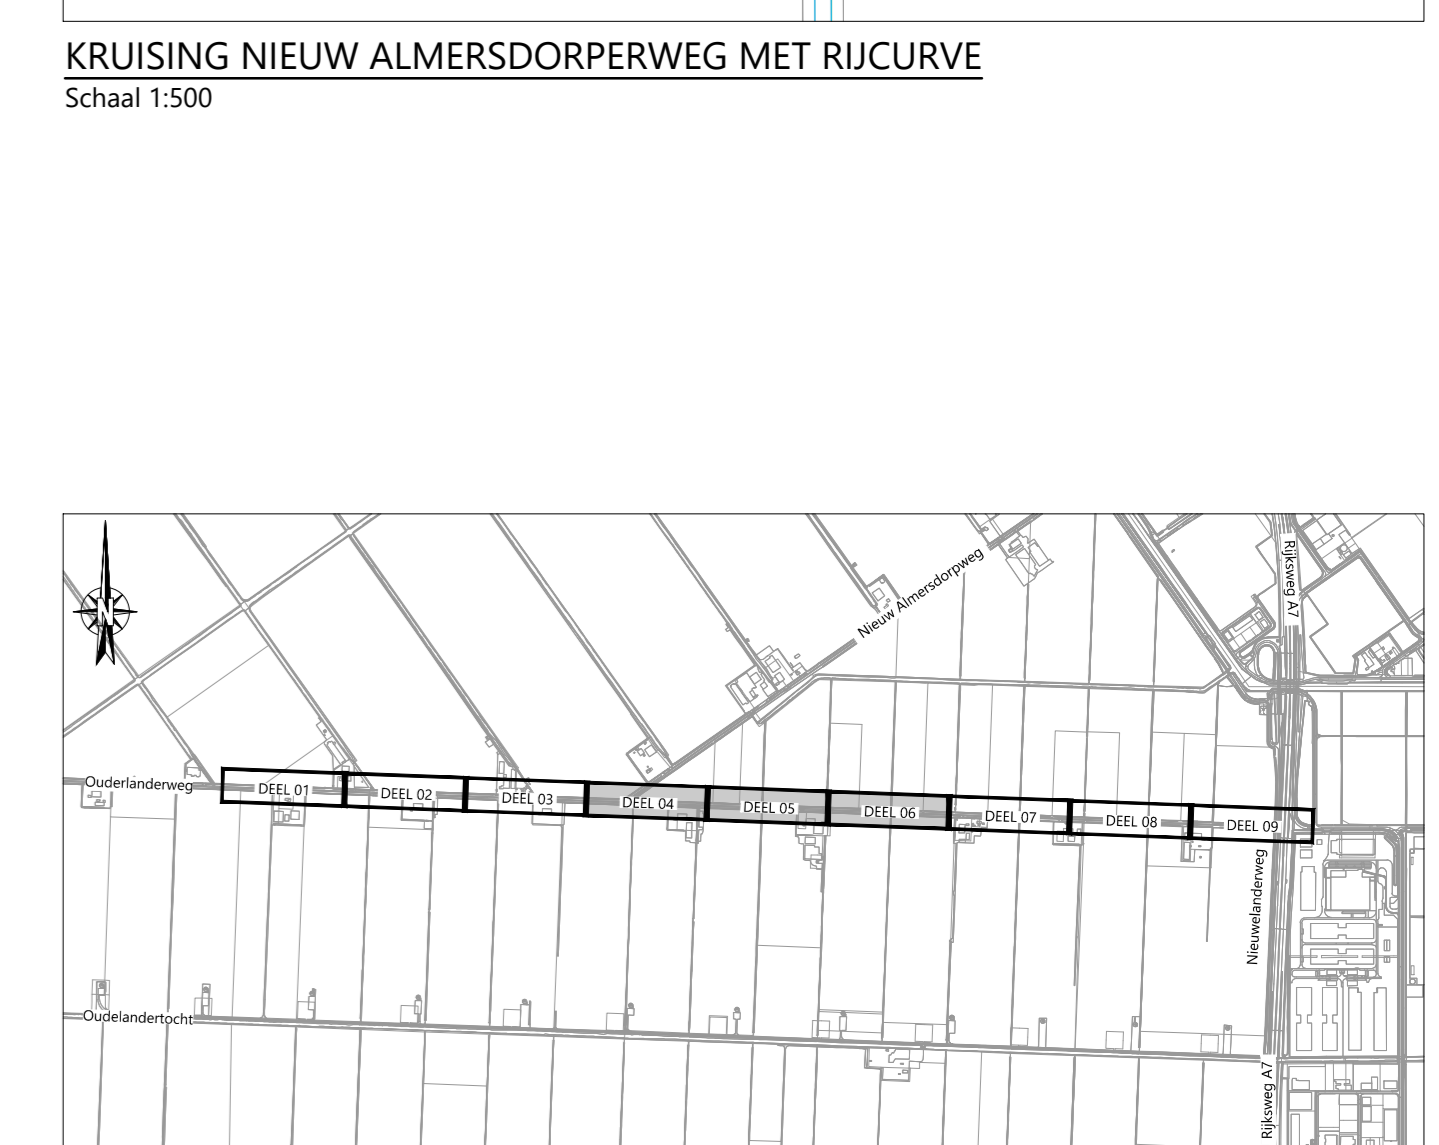 KRUISING NIEUW ALMERSDORPERWEG MET RIJCURVE
Schaal 1:500
Rijksweg A7
Nieuw Almersdorpweg
N
Ouderlanderweg
DEEL 01
DEEL 02
DEEL 03
DEEL 04
DEEL 05
DEEL 06
DEEL 07
DEEL 08
DEEL 09
Nieuwelanderweg
Oudelandertocht
Rijksweg A7